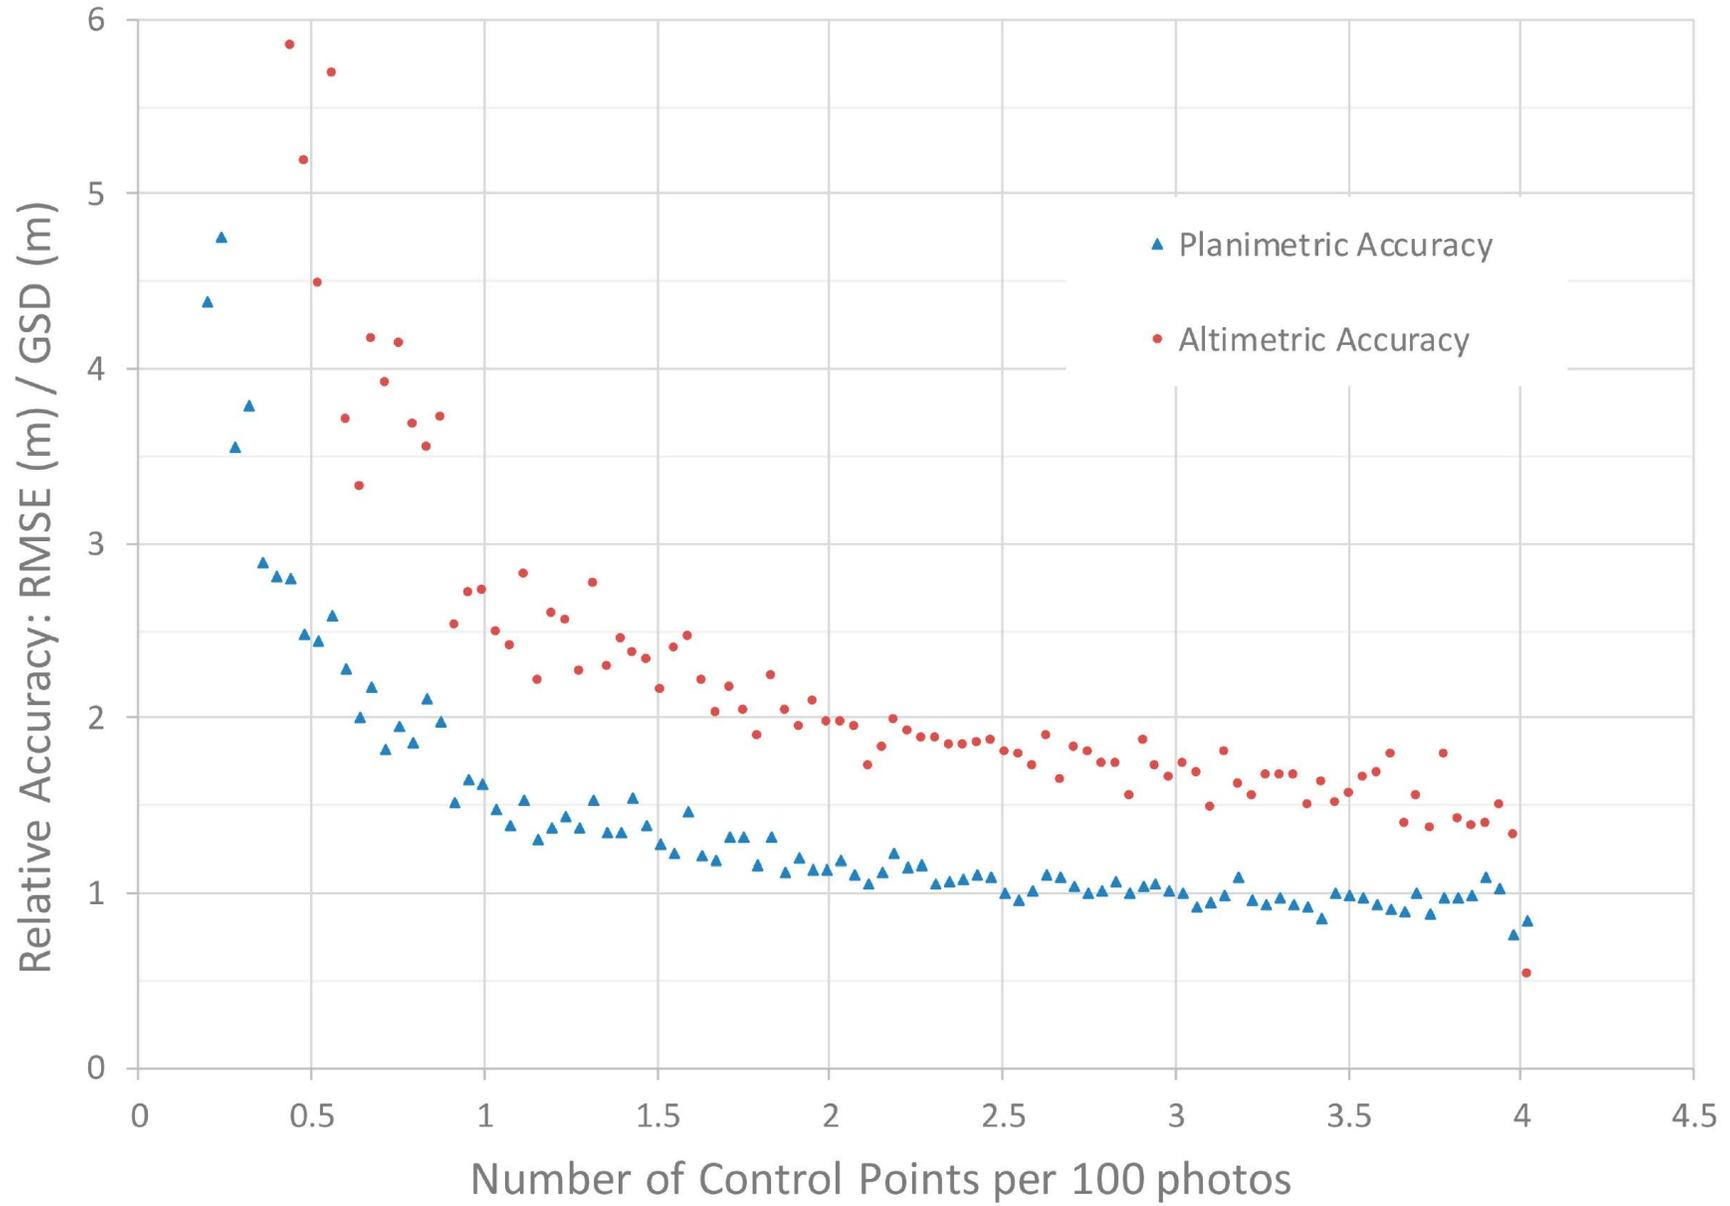 6
5
4
3
2
1
0
Relative Accuracy: RMSE (m) / GSD (m)
Planimetric Accuracy
Altimetric Accuracy
0 0.5 1 1.5 2 2.5 3 3.5 4 4.5
Number of Control Points per 100 photos